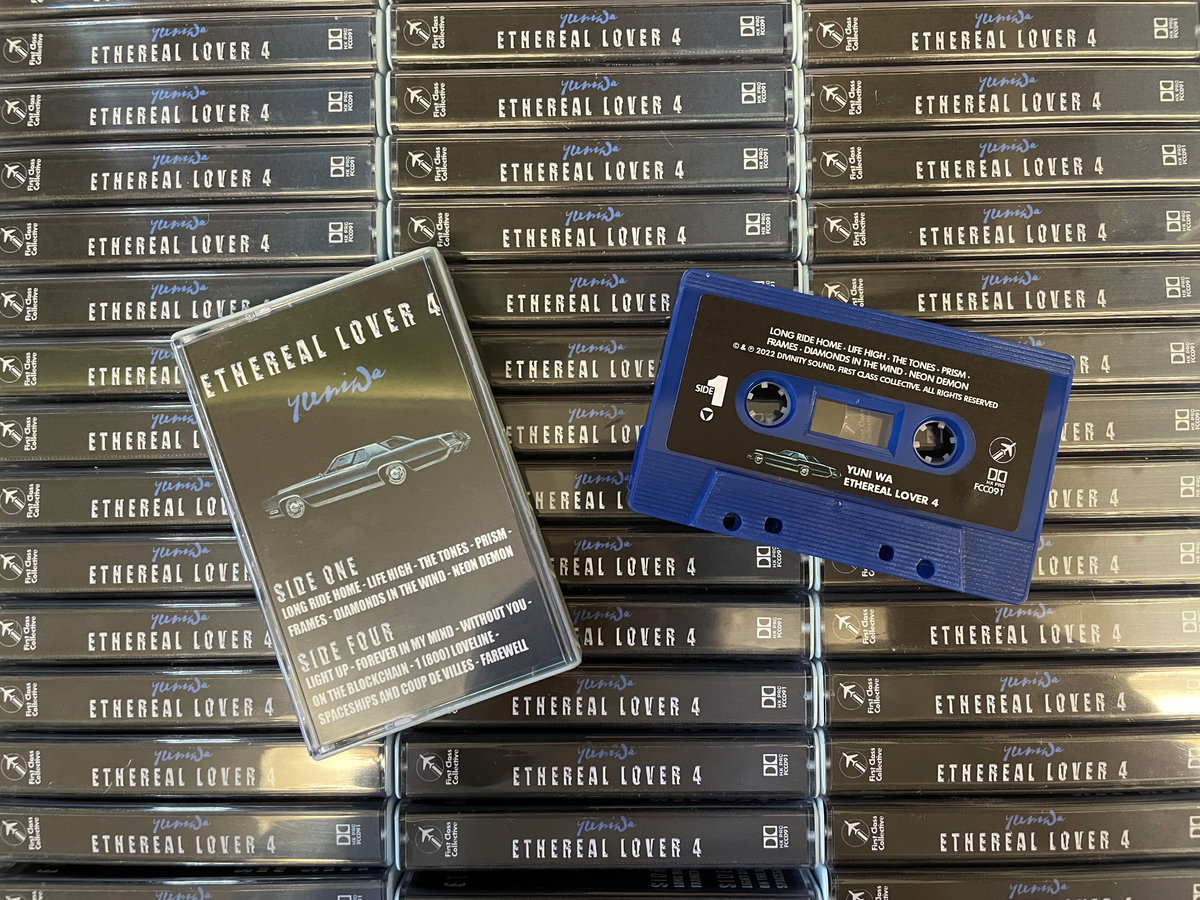 First Class
Collective
yuniwa
ETHEREAL LOVER 4
HX PRO
FCC091
ETHEREAL LOVER 4
yuniwa
SIDE ONE
LONG RIDE HOME - LIFE HIGH - THE TONES - PRISM -
FRAMES - DIAMONDS IN THE WIND - NEON DEMON
SIDE FOUR
LIGHT UP - FOREVER IN MY MIND - WITHOUT YOU -
ON THE BLOCKCHAIN - 1 (800) LOVELINE -
SPACESHIPS AND COUP DE VILLES - FAREWELL
LONG RIDE HOME · LIFE HIGH · THE TONES · PRISM ·
FRAMES · DIAMONDS IN THE WIND · NEON DEMON
© & ℗ 2022 DIVINITY SOUND, FIRST CLASS COLLECTIVE. ALL RIGHTS RESERVED
SIDE 1
YUNI WA
ETHEREAL LOVER 4
HX PRO
FCC091